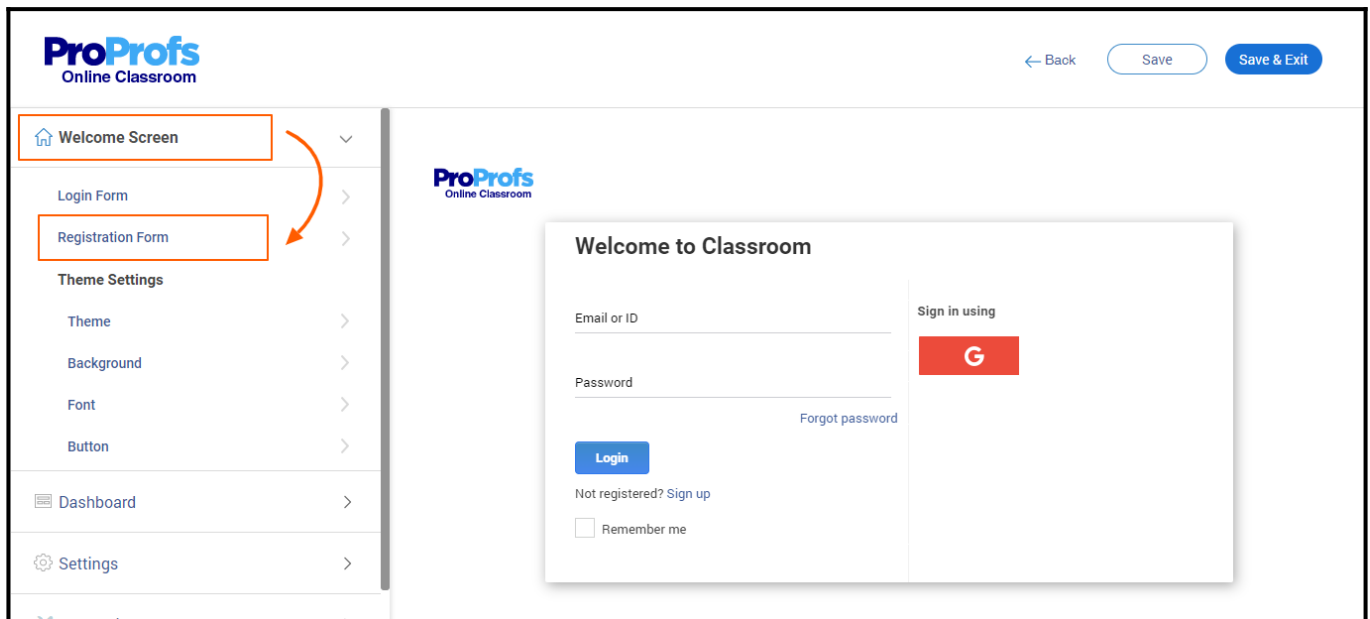 ProProfs
Online Classroom
Back
Save
Save & Exit
Welcome Screen
Login Form
Registration Form
Theme Settings
Theme
Background
Font
Button
Dashboard
Settings
ProProfs
Online Classroom
Welcome to Classroom
Email or ID
Password
Forgot password
Login
Not registered? Sign up
Remember me
Sign in using
G